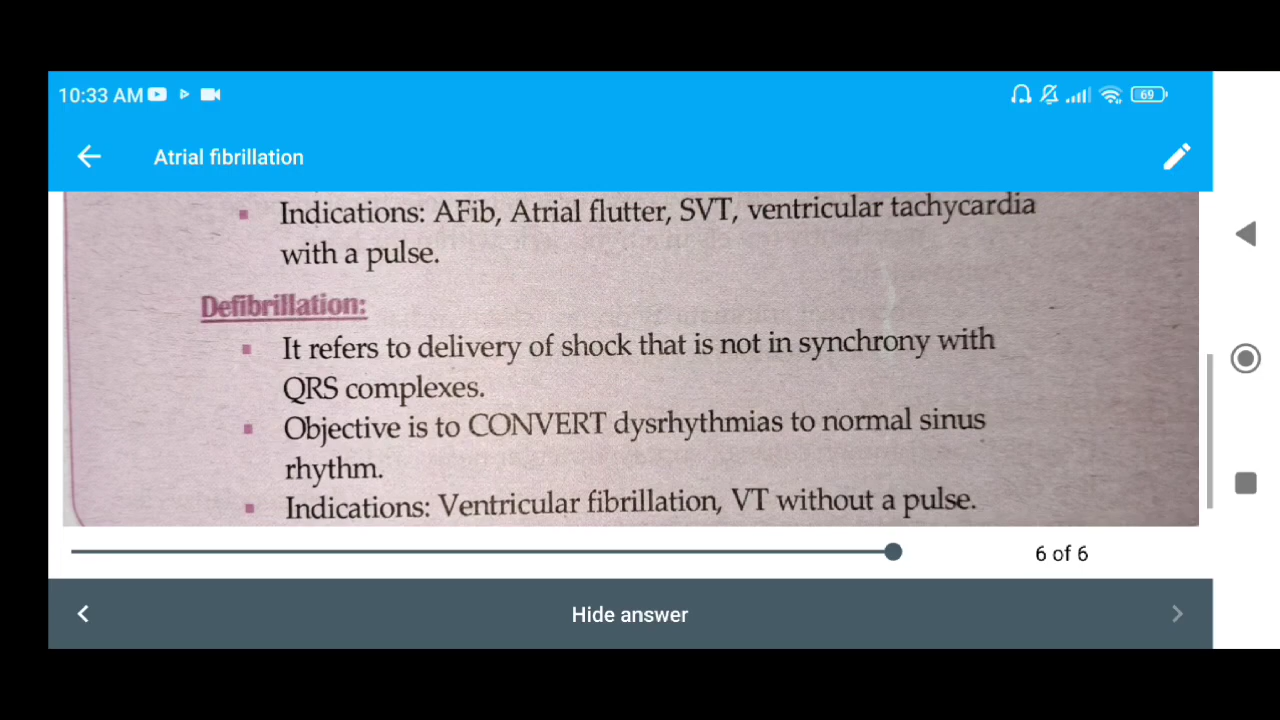 10:33 AM
69
Atrial fibrillation
Indications: AFib, Atrial flutter, SVT, ventricular tachycardia
with a pulse.
Defibrillation:
It refers to delivery of shock that is not in synchrony with
QRS complexes.
Objective is to CONVERT dysrhythmias to normal sinus
rhythm.
Indications: Ventricular fibrillation, VT without a pulse.
6 of 6
Hide answer